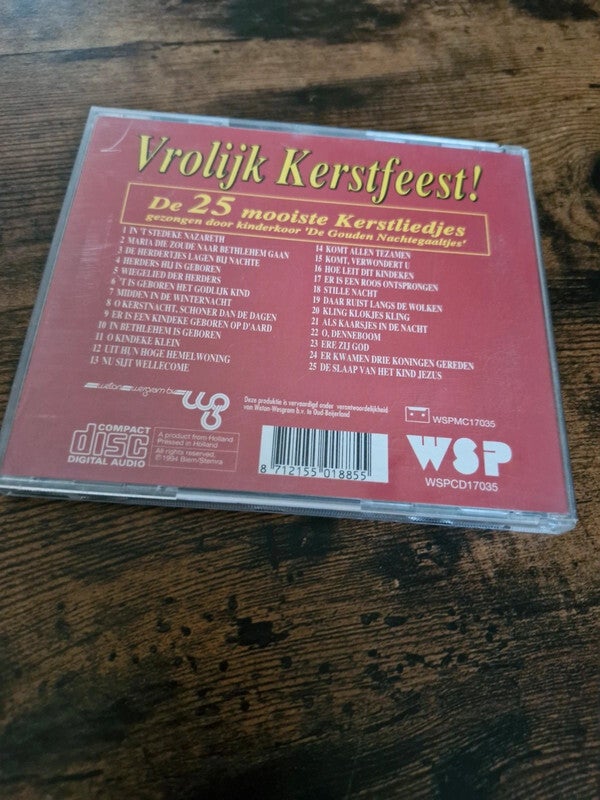 Vrolijk Kerstfeest!
De 25 mooiste Kerstliedjes
gezongen door kinderkoor 'De Gouden Nachtegaaltjes'
1 IN 'T STEDEKE NAZARETH
2 MARIA DIE ZOUDE NAAR BETHLEHEM GAAN
3 DE HERDERTJES LAGEN BIJ NACHTE
4 HERDERS HIJ IS GEBOREN
5 WIEGELIED DER HERDERS
6 'T IS GEBOREN HET GODLIJK KIND
7 MIDDEN IN DE WINTERNACHT
8 O KERSTNACHT, SCHONER DAN DE DAGEN
9 ER IS EEN KINDEKE GEBOREN OP D'AARD
10 IN BETHLEHEM IS GEBOREN
11 O KINDEKE KLEIN
12 UIT HUN HOGE HEMELWONING
13 NU SIJT WELLECOME
14 KOMT ALLEN TEZAMEN
15 KOMT, VERWONDERT U
16 HOE LEIT DIT KINDEKEN
17 ER IS EEN ROOS ONTSPRONGEN
18 STILLE NACHT
19 DAAR RUIST LANGS DE WOLKEN
20 KLING KLOKJES KLING
21 ALS KAARSJES IN DE NACHT
22 O, DENNEBOOM
23 ERE ZIJ GOD
24 ER KWAMEN DRIE KONINGEN GEREDEN
25 DE SLAAP VAN HET KIND JEZUS
weton wesgram bv
Deze produktie is vervaardigd onder verantwoordelijkheid
van Weton-Wesgram b.v. te Oud-Beijerland
WSPMC17035
COMPACT
disc
DIGITAL AUDIO
A product from Holland
Pressed in Holland
All rights reserved.
©1994 Biem/Stemra
8 712155 018855
WSP
WSPCD17035